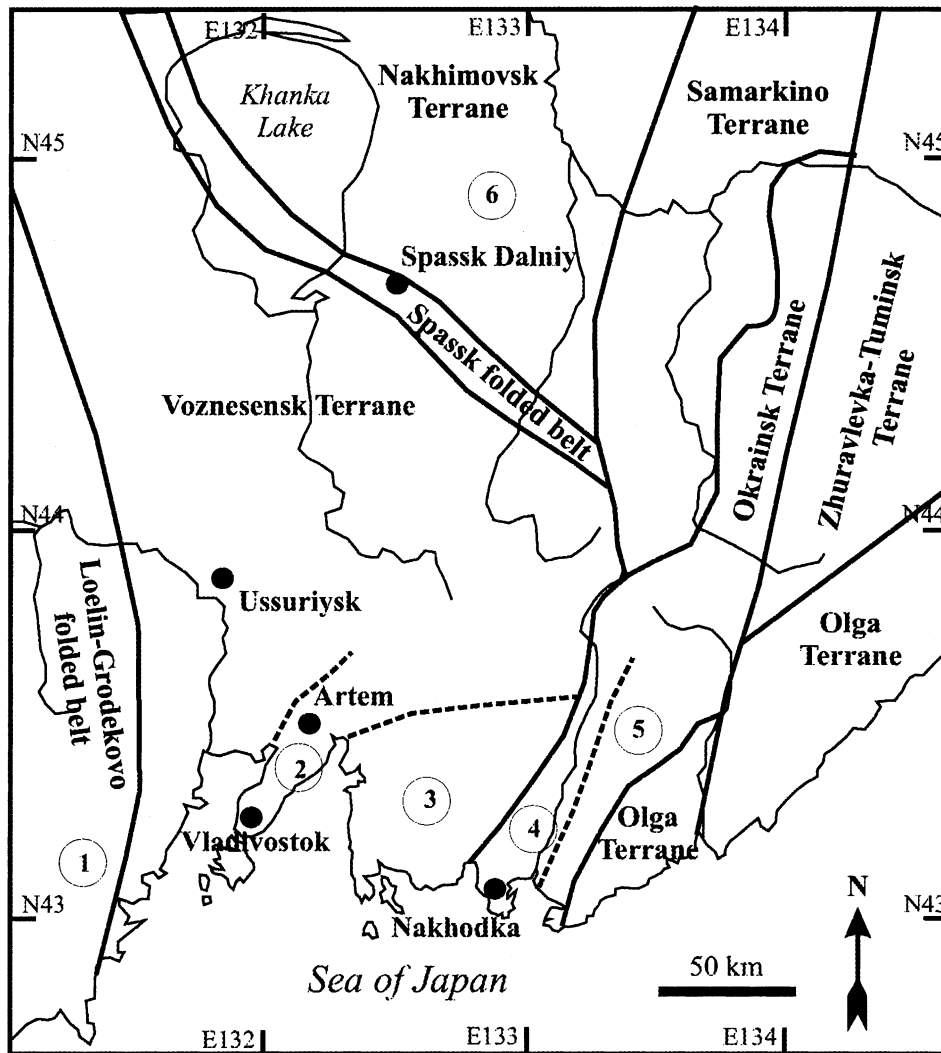 E132
E133
E134
Khanka
Lake
Nakhimovsk
Terrane
Samarkino
Terrane
N45
N45
6
Spassk Dalniy
Spassk folded belt
Voznesensk Terrane
Okrainsk Terrane
Zhuravlevka-Tuminsk
Terrane
N44
N44
Loelin-Grodekovo
folded belt
Ussuriysk
Olga
Terrane
Artem
5
2
3
4
Vladivostok
Olga
Terrane
1
N
Nakhodka
N43
N43
Sea of Japan
50 km
E132
E133
E134